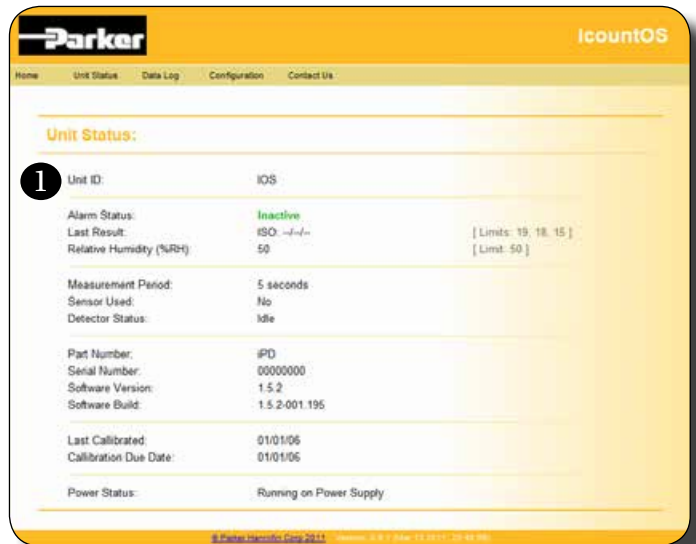 Parker
icountOS
Home Unit Status Data Log Configuration Contact Us
Unit Status:
1
Unit ID: IOS
Alarm Status: Inactive
Last Result: ISO: --/--/-- [ Limits: 19, 18, 15 ]
Relative Humidity (%RH): 50 [ Limit: 50 ]
Measurement Period: 5 seconds
Sensor Used: No
Detector Status: Idle
Part Number: iPD
Serial Number: 00000000
Software Version: 1.5.2
Software Build: 1.5.2-001.195
Last Callibrated: 01/01/06
Callibration Due Date: 01/01/06
Power Status: Running on Power Supply
© Parker Hannifin Corp 2011